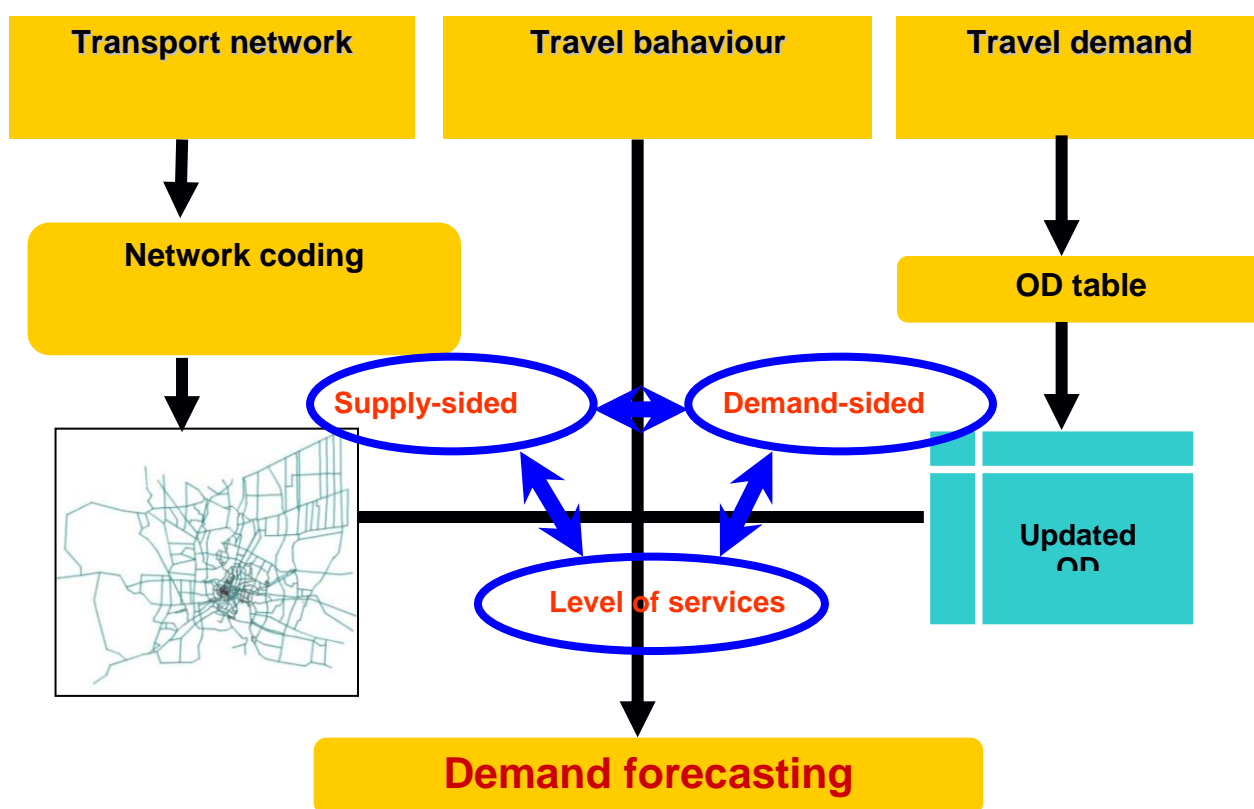 Transport network
Travel bahaviour
Travel demand
Network coding
OD table
Supply-sided
Demand-sided
Updated
OD
Level of services
Demand forecasting